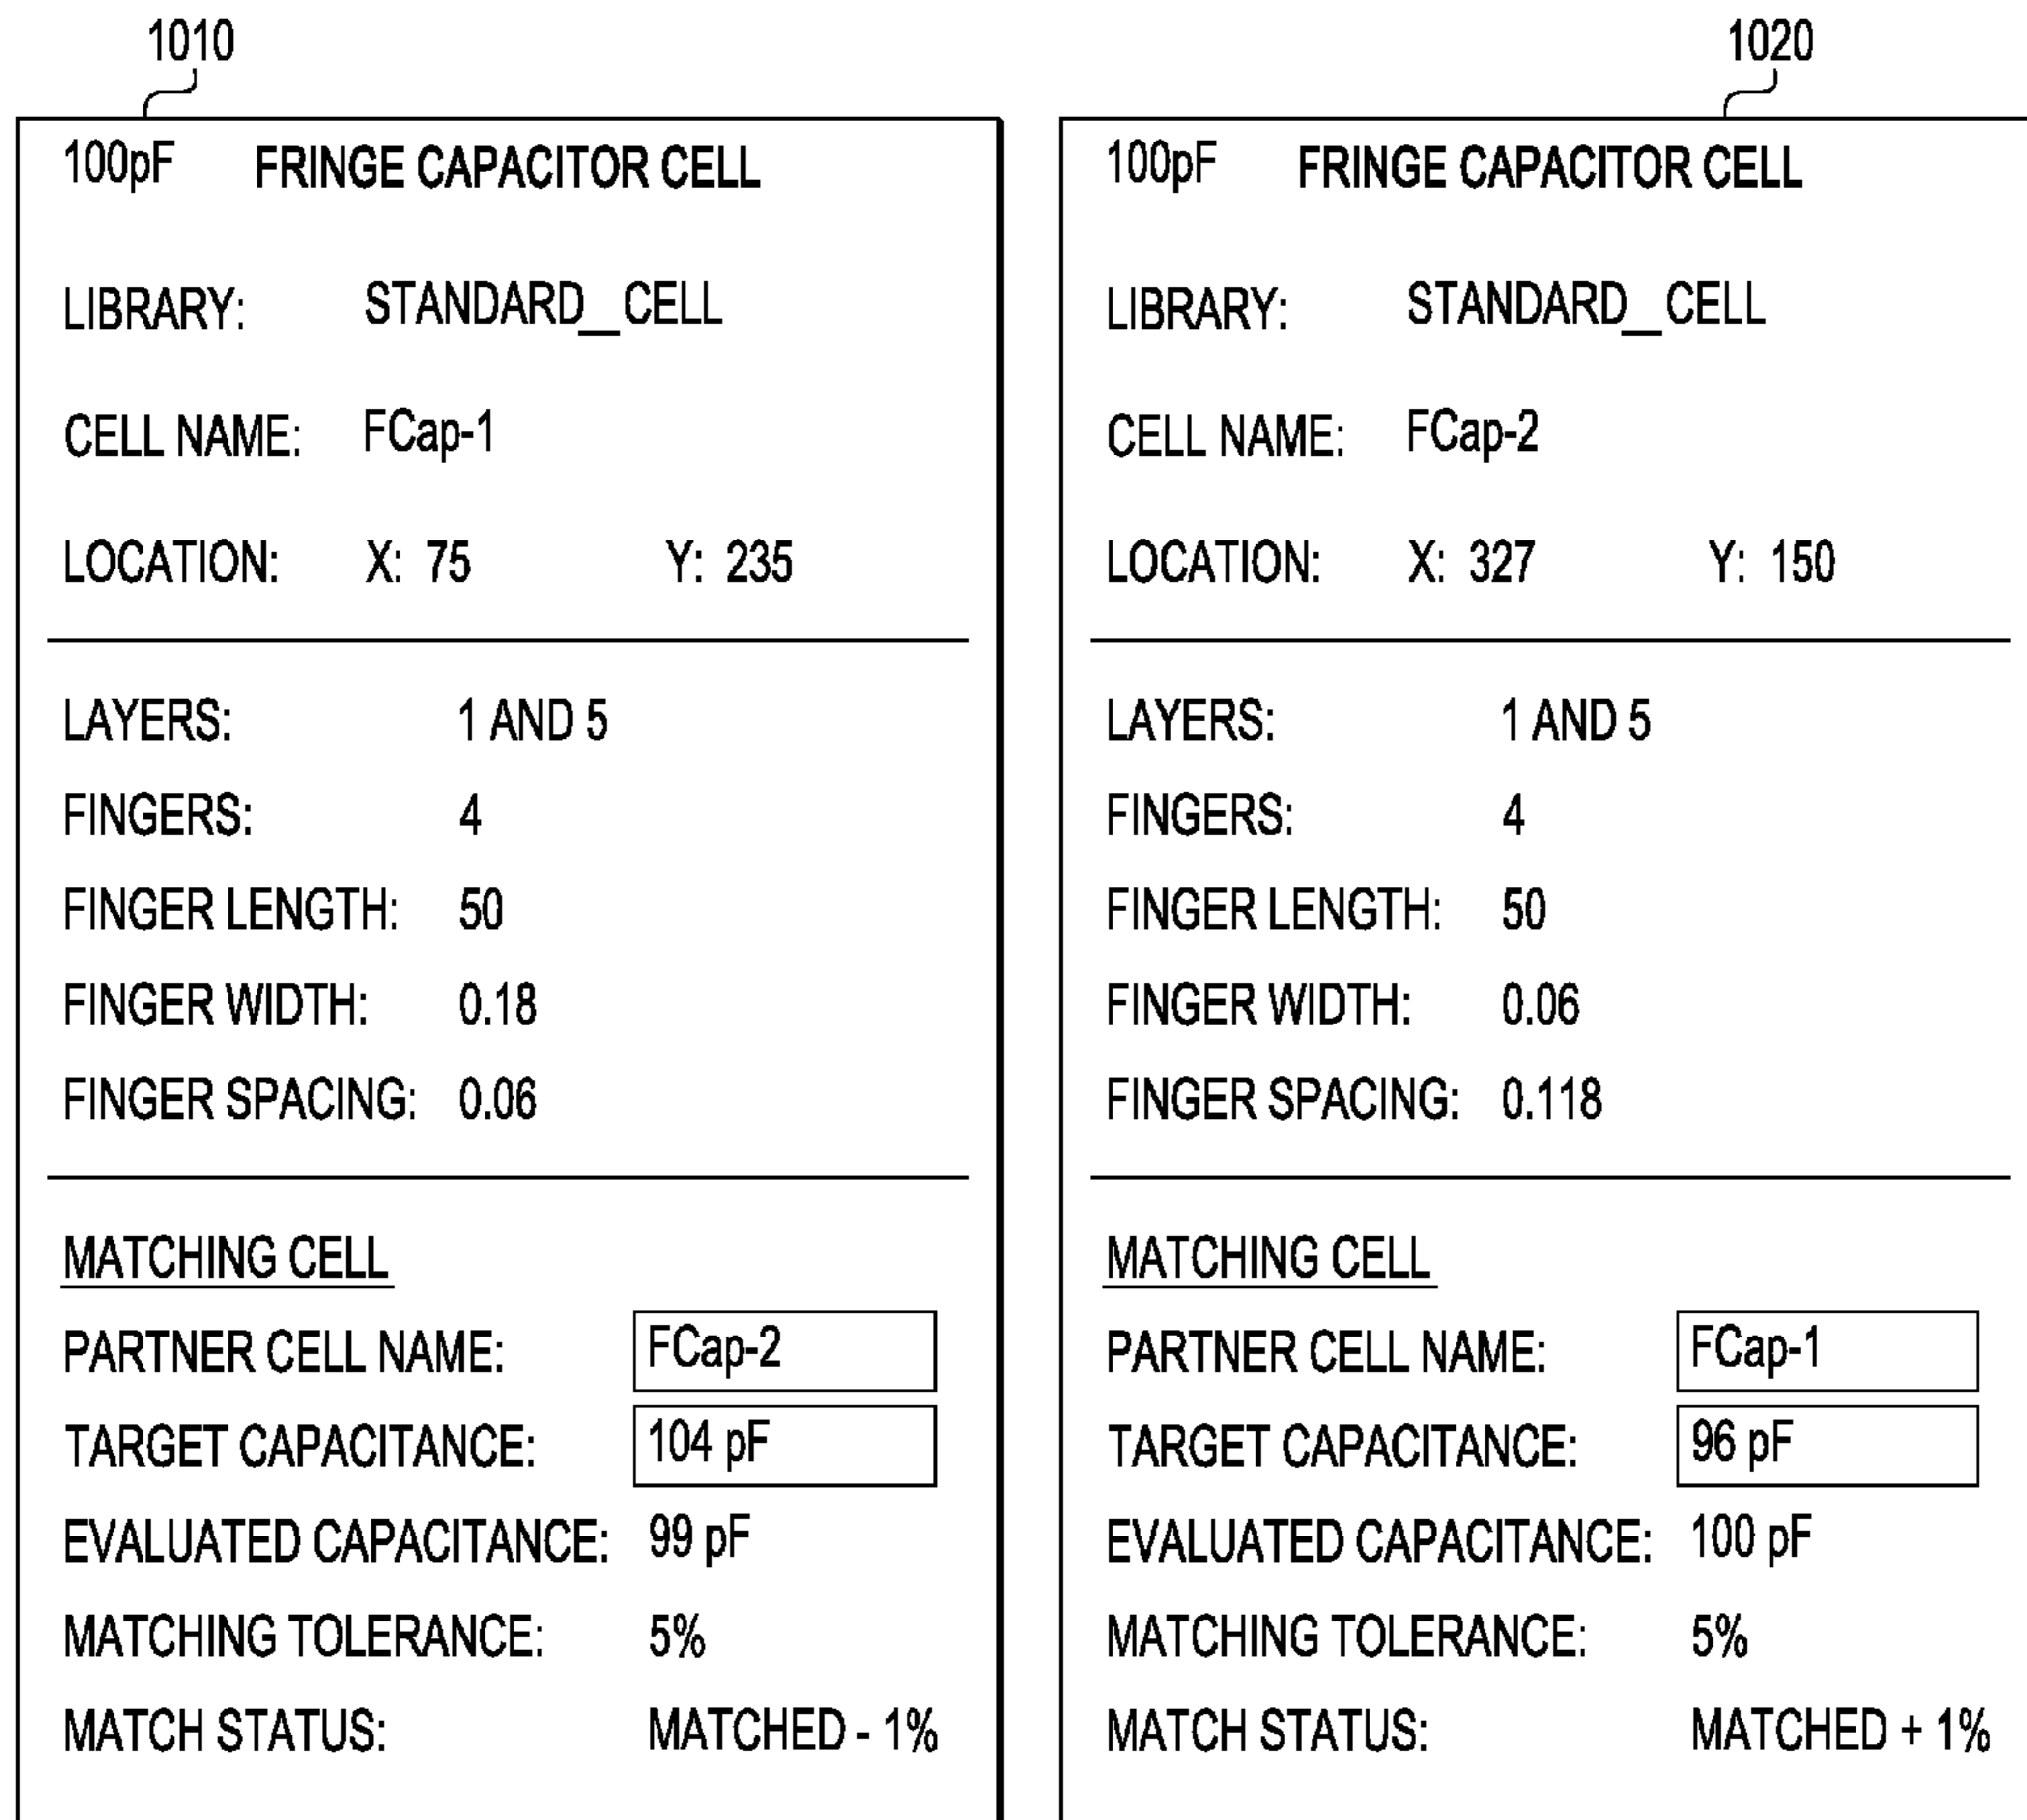 1010
100pF FRINGE CAPACITOR CELL
LIBRARY: STANDARD__CELL
CELL NAME: FCap-1
LOCATION: X: 75 Y: 235
LAYERS: 1 AND 5
FINGERS: 4
FINGER LENGTH: 50
FINGER WIDTH: 0.18
FINGER SPACING: 0.06
MATCHING CELL
PARTNER CELL NAME: FCap-2
TARGET CAPACITANCE: 104 pF
EVALUATED CAPACITANCE: 99 pF
MATCHING TOLERANCE: 5%
MATCH STATUS: MATCHED - 1%
1020
100pF FRINGE CAPACITOR CELL
LIBRARY: STANDARD__CELL
CELL NAME: FCap-2
LOCATION: X: 327 Y: 150
LAYERS: 1 AND 5
FINGERS: 4
FINGER LENGTH: 50
FINGER WIDTH: 0.06
FINGER SPACING: 0.118
MATCHING CELL
PARTNER CELL NAME: FCap-1
TARGET CAPACITANCE: 96 pF
EVALUATED CAPACITANCE: 100 pF
MATCHING TOLERANCE: 5%
MATCH STATUS: MATCHED + 1%